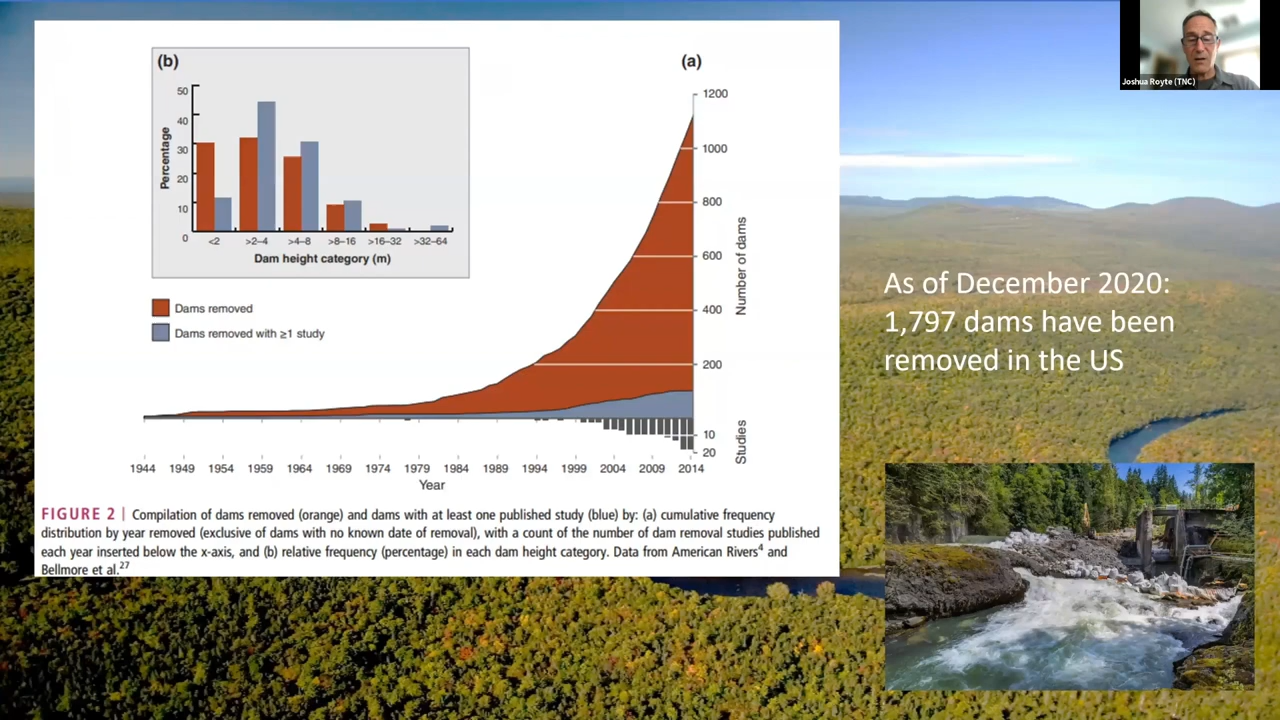 (b)
50
40
30
20
10
0
Percentage
<2
>2–4
>4–8
>8–16
>16–32
>32–64
Dam height category (m)
Dams removed
Dams removed with ≥1 study
(a)
1200
1000
800
600
400
200
Number of dams
10
20
Studies
1944 1949 1954 1959 1964 1969 1974 1979 1984 1989 1994 1999 2004 2009 2014
Year
FIGURE 2 | Compilation of dams removed (orange) and dams with at least one published study (blue) by: (a) cumulative frequency
distribution by year removed (exclusive of dams with no known date of removal), with a count of the number of dam removal studies published
each year inserted below the x-axis, and (b) relative frequency (percentage) in each dam height category. Data from American Rivers4 and
Bellmore et al.27
Joshua Royte (TNC)
As of December 2020:
1,797 dams have been
removed in the US